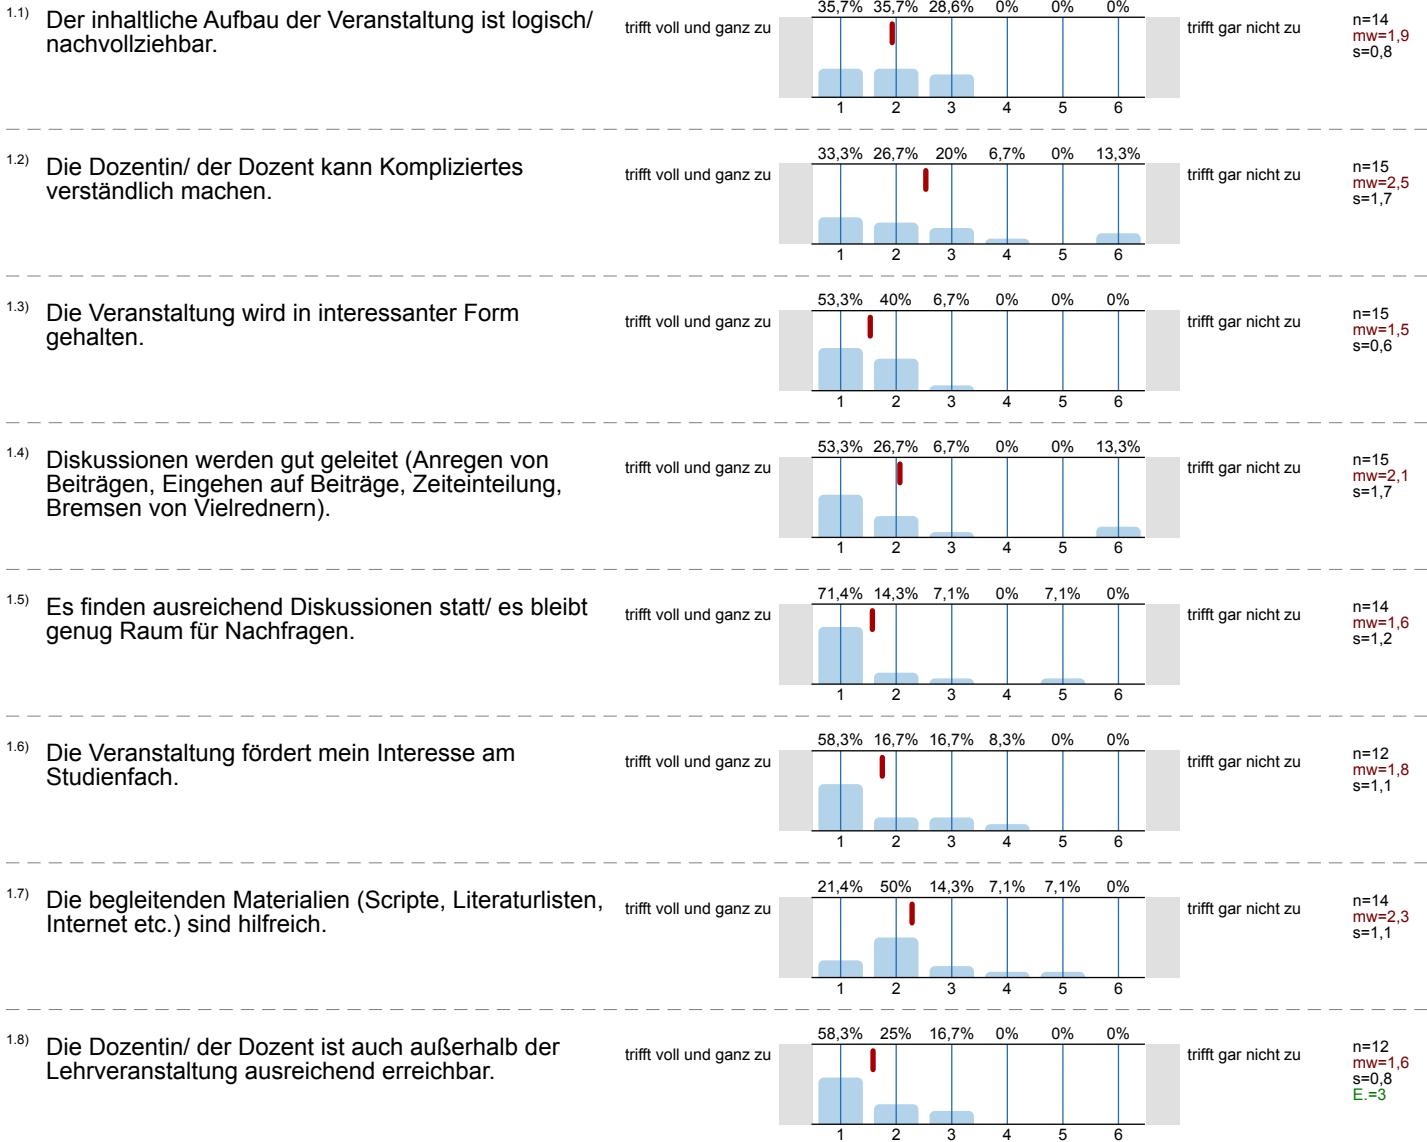 1.1) Der inhaltliche Aufbau der Veranstaltung ist logisch/
nachvollziehbar.
trifft voll und ganz zu
35,7% 35,7% 28,6% 0% 0% 0%
1 2 3 4 5 6
trifft gar nicht zu
n=14
mw=1,9
s=0,8
1.2) Die Dozentin/ der Dozent kann Kompliziertes
verständlich machen.
trifft voll und ganz zu
33,3% 26,7% 20% 6,7% 0% 13,3%
1 2 3 4 5 6
trifft gar nicht zu
n=15
mw=2,5
s=1,7
1.3) Die Veranstaltung wird in interessanter Form
gehalten.
trifft voll und ganz zu
53,3% 40% 6,7% 0% 0% 0%
1 2 3 4 5 6
trifft gar nicht zu
n=15
mw=1,5
s=0,6
1.4) Diskussionen werden gut geleitet (Anregen von
Beiträgen, Eingehen auf Beiträge, Zeiteinteilung,
Bremsen von Vielrednern).
trifft voll und ganz zu
53,3% 26,7% 6,7% 0% 0% 13,3%
1 2 3 4 5 6
trifft gar nicht zu
n=15
mw=2,1
s=1,7
1.5) Es finden ausreichend Diskussionen statt/ es bleibt
genug Raum für Nachfragen.
trifft voll und ganz zu
71,4% 14,3% 7,1% 0% 7,1% 0%
1 2 3 4 5 6
trifft gar nicht zu
n=14
mw=1,6
s=1,2
1.6) Die Veranstaltung fördert mein Interesse am
Studienfach.
trifft voll und ganz zu
58,3% 16,7% 16,7% 8,3% 0% 0%
1 2 3 4 5 6
trifft gar nicht zu
n=12
mw=1,8
s=1,1
1.7) Die begleitenden Materialien (Scripte, Literaturlisten,
Internet etc.) sind hilfreich.
trifft voll und ganz zu
21,4% 50% 14,3% 7,1% 7,1% 0%
1 2 3 4 5 6
trifft gar nicht zu
n=14
mw=2,3
s=1,1
1.8) Die Dozentin/ der Dozent ist auch außerhalb der
Lehrveranstaltung ausreichend erreichbar.
trifft voll und ganz zu
58,3% 25% 16,7% 0% 0% 0%
1 2 3 4 5 6
trifft gar nicht zu
n=12
mw=1,6
s=0,8
E.=3